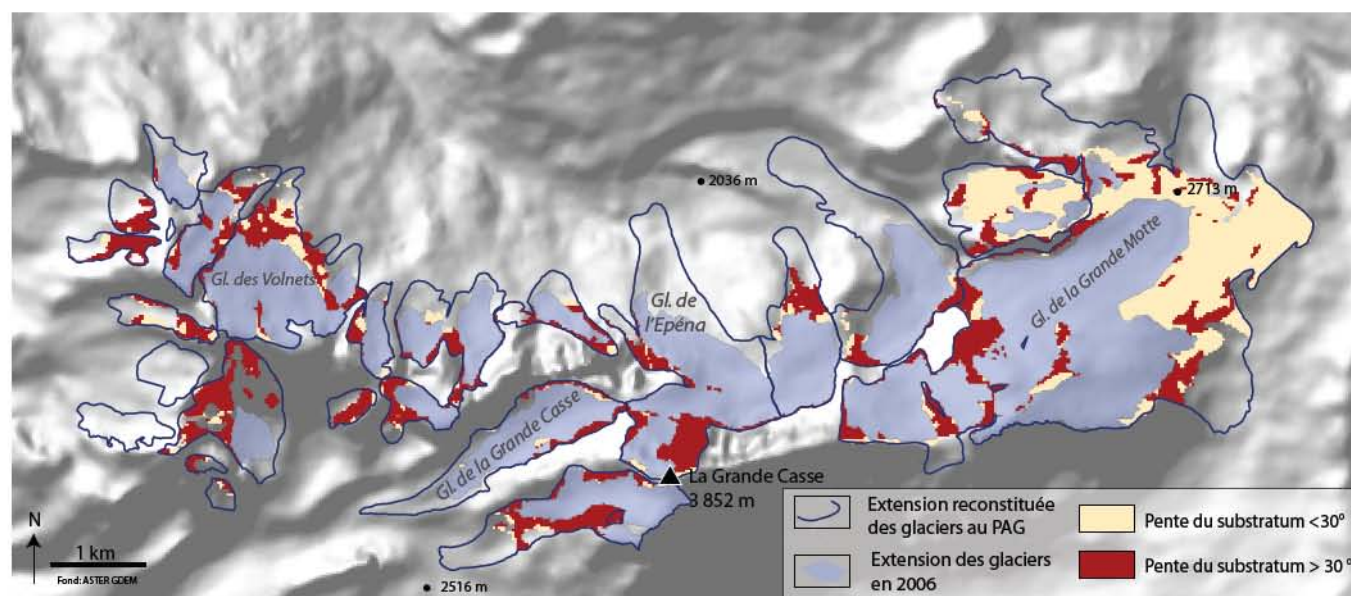 2036 m
2713 m
Gl. des Volnets
Gl. de
l'Epéna
Gl. de la Grande Motte
Gl. de la Grande Casse
La Grande Casse
3 852 m
N
1 km
Fond: ASTER GDEM
2516 m
Extension reconstituée
des glaciers au PAG
Extension des glaciers
en 2006
Pente du substratum <30°
Pente du substratum > 30 °